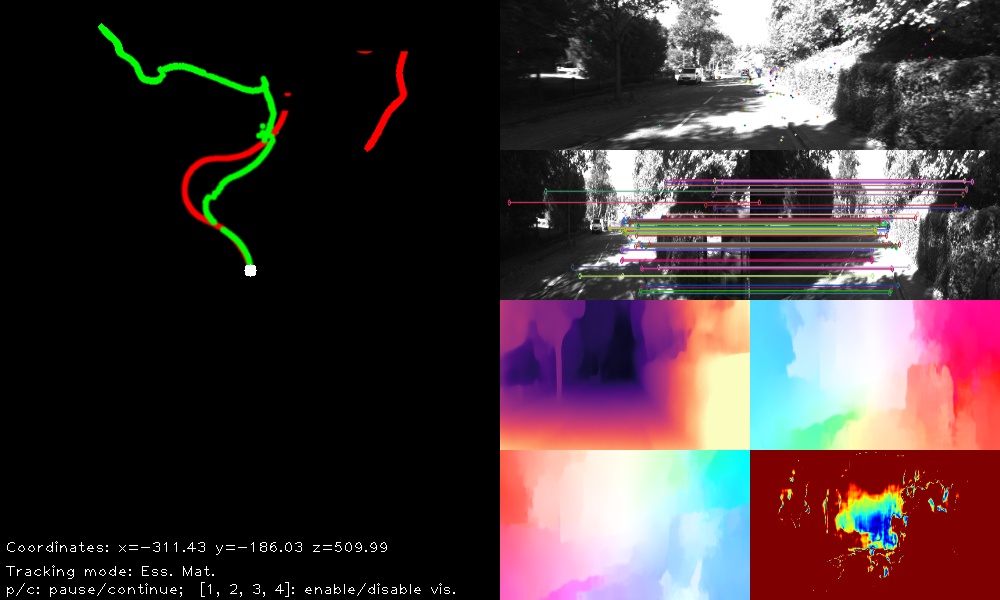 Coordinates: x=-311.43 y=-186.03 z=509.99
Tracking mode: Ess. Mat.
p/c: pause/continue;  [1, 2, 3, 4]: enable/disable vis.